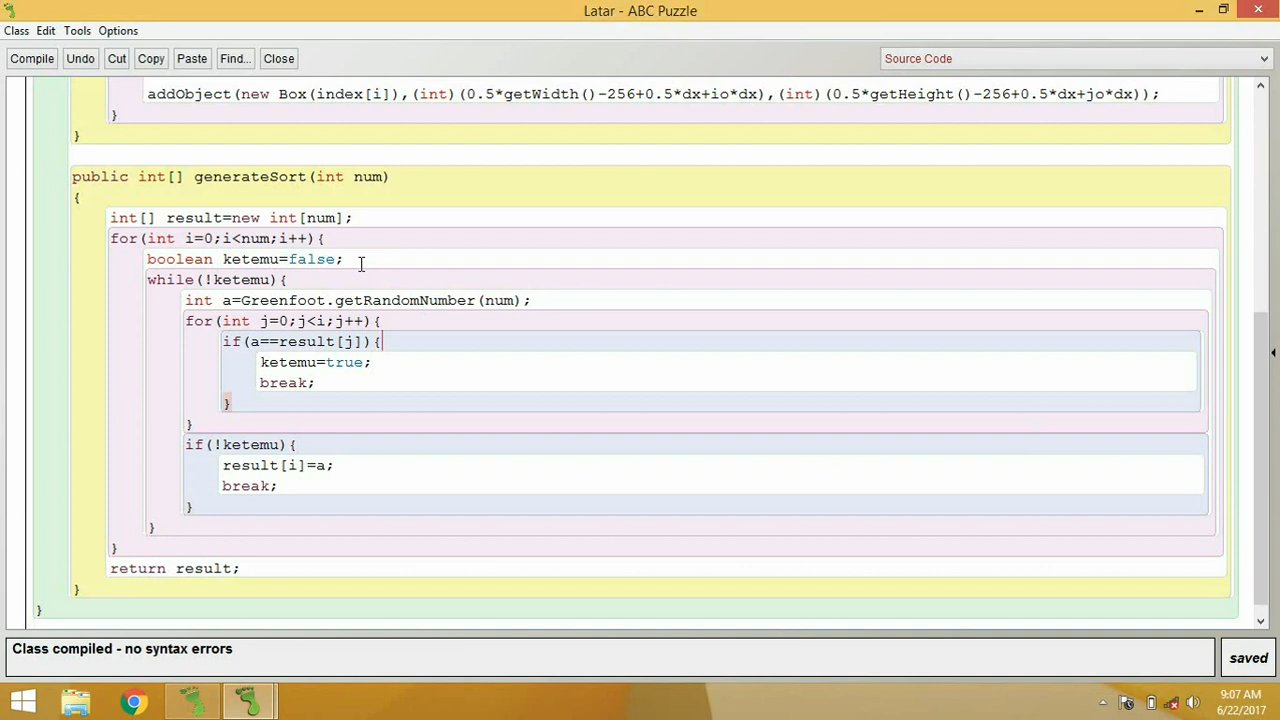 Latar - ABC Puzzle
Class Edit Tools Options
Compile Undo Cut Copy Paste Find... Close Source Code
addObject(new Box(index[i]),(int)(0.5*getWidth()-256+0.5*dx+io*dx),(int)(0.5*getHeight()-256+0.5*dx+jo*dx));
}
}
public int[] generateSort(int num)
{
int[] result=new int[num];
for(int i=0;i<num;i++){
boolean ketemu=false;
while(!ketemu){
int a=Greenfoot.getRandomNumber(num);
for(int j=0;j<i;j++){
if(a==result[j]){
ketemu=true;
break;
}
}
if(!ketemu){
result[i]=a;
break;
}
}
}
return result;
}
}
Class compiled - no syntax errors
saved
9:07 AM
6/22/2017